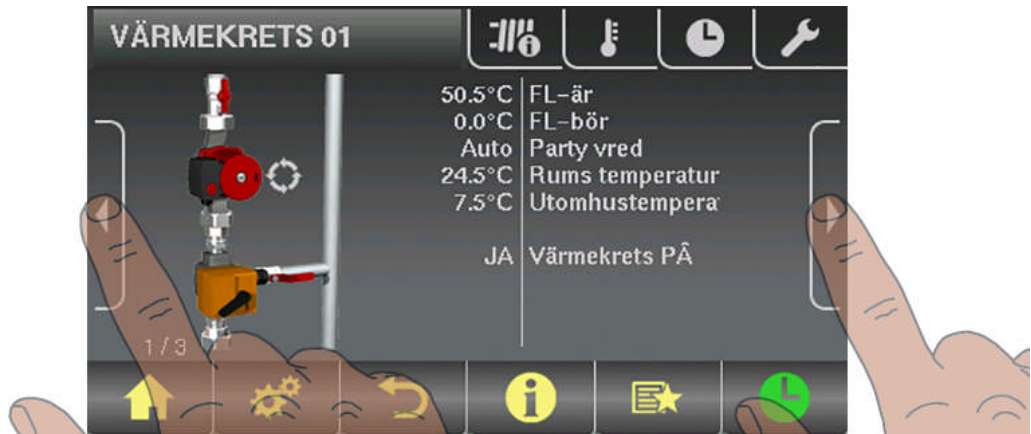 VÄRMEKRETS 01
50.5°C FL-är
0.0°C FL-bör
Auto Party vred
24.5°C Rums temperatur
7.5°C Utomhustempera
JA Värmekrets PÂ
1 / 3